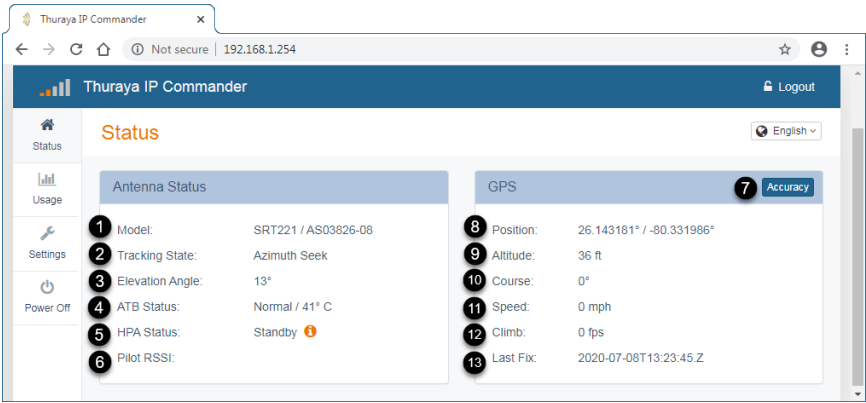 Thuraya IP Commander
Not secure | 192.168.1.254
Thuraya IP Commander Logout
Status
Status English
Usage
Settings
Power Off
Antenna Status
1 Model: SRT221 / AS03826-08
2 Tracking State: Azimuth Seek
3 Elevation Angle: 13°
4 ATB Status: Normal / 41° C
5 HPA Status: Standby
6 Pilot RSSI:
GPS 7 Accuracy
8 Position: 26.143181° / -80.331986°
9 Altitude: 36 ft
10 Course: 0°
11 Speed: 0 mph
12 Climb: 0 fps
13 Last Fix: 2020-07-08T13:23:45.Z